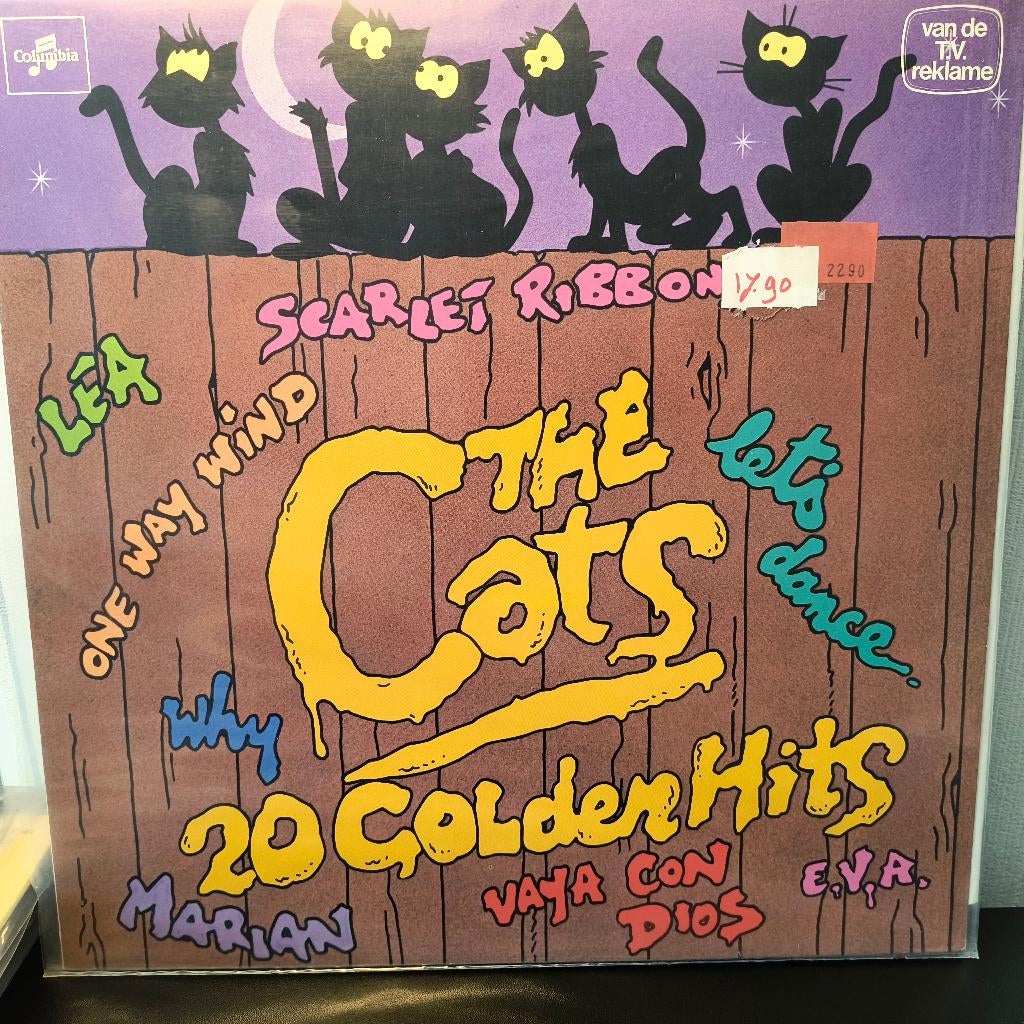 Columbia
van de
T.V.
reklame
SCARLET RIBBON
17.90
2290
LÉA
ONE WAY WIND
THE
Cats
let's dance
Why
20 Golden Hits
MARIAN
VAYA CON
DIOS
E.V.A.